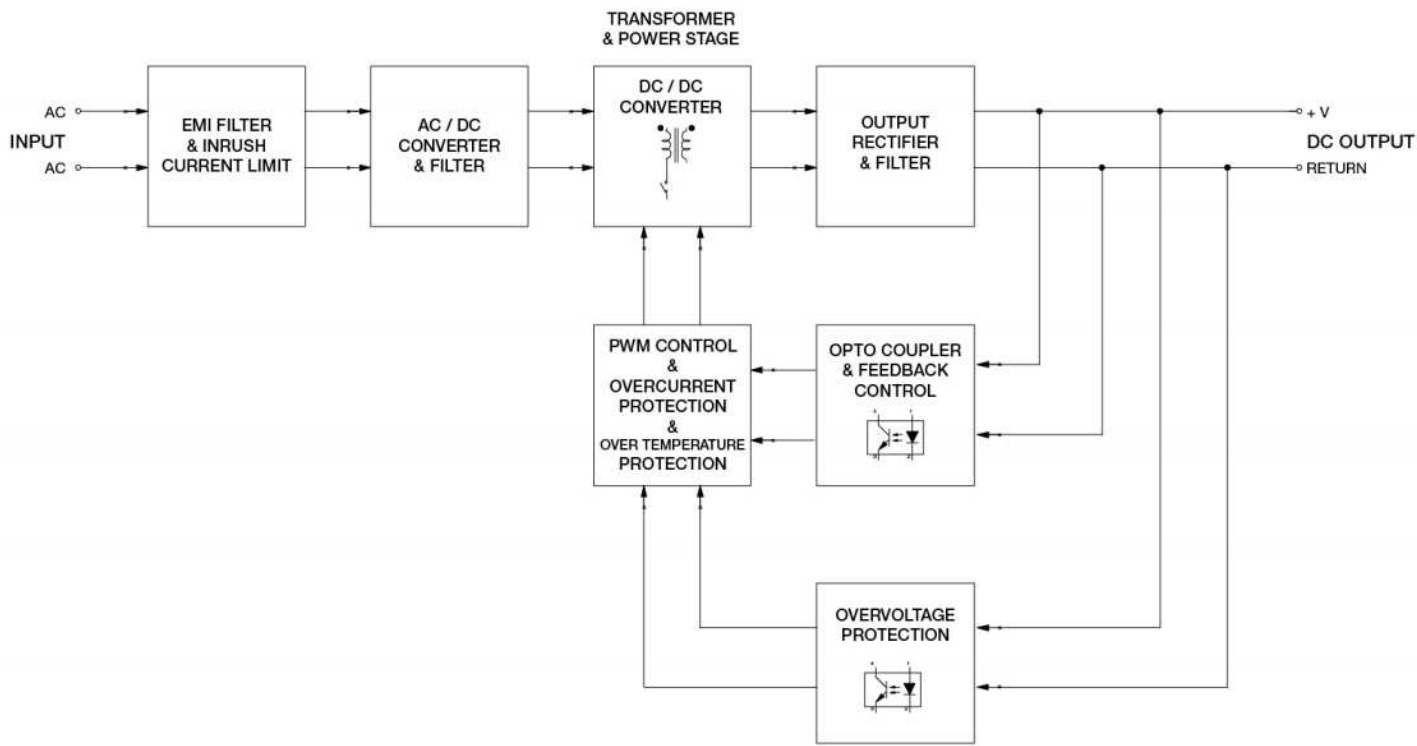 TRANSFORMER
& POWER STAGE
AC
INPUT
AC
EMI FILTER
& INRUSH
CURRENT LIMIT
AC / DC
CONVERTER
& FILTER
DC / DC
CONVERTER
OUTPUT
RECTIFIER
& FILTER
+ V
DC OUTPUT
RETURN
PWM CONTROL
&
OVERCURRENT
PROTECTION
&
OVER TEMPERATURE
PROTECTION
OPTO COUPLER
& FEEDBACK
CONTROL
OVERVOLTAGE
PROTECTION